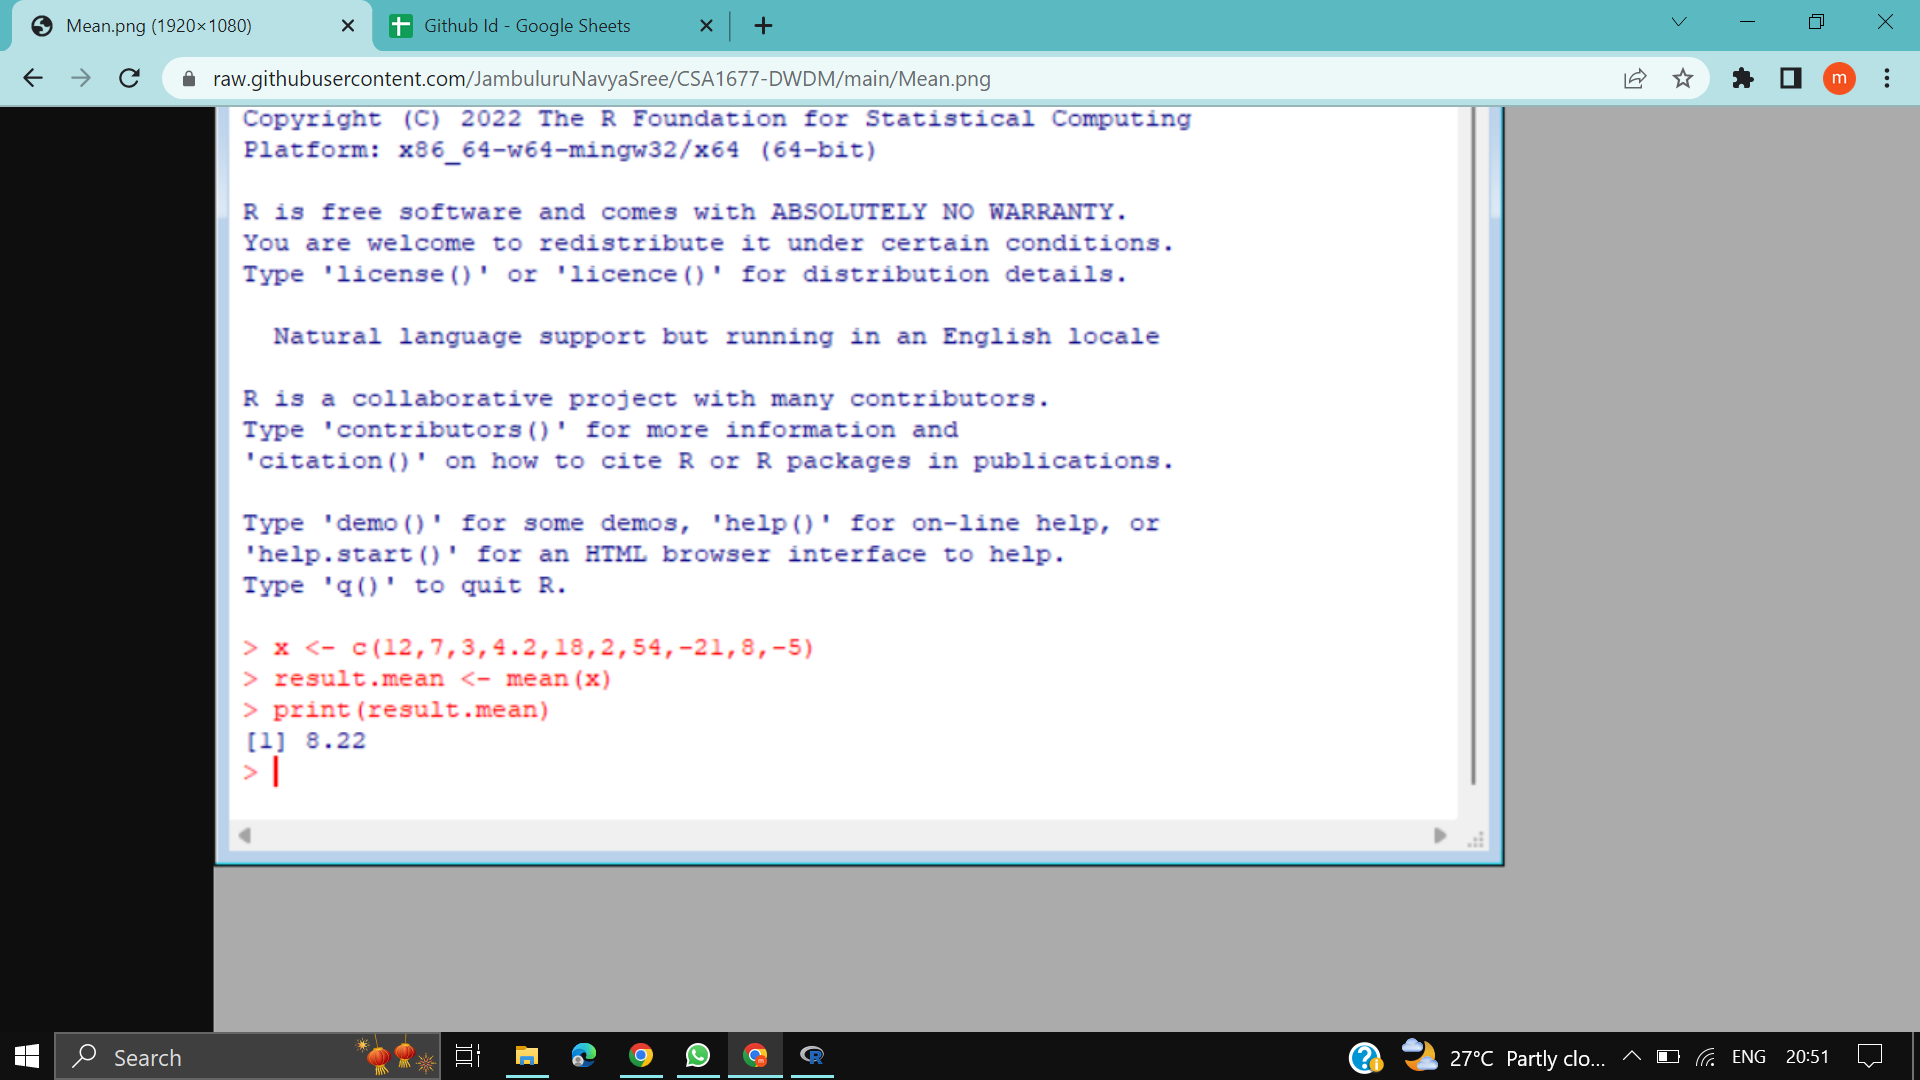 Mean.png (1920×1080)
Github Id - Google Sheets
raw.githubusercontent.com/JambuluruNavyaSree/CSA1677-DWDM/main/Mean.png
m
Copyright (C) 2022 The R Foundation for Statistical Computing
Platform: x86_64-w64-mingw32/x64 (64-bit)
R is free software and comes with ABSOLUTELY NO WARRANTY.
You are welcome to redistribute it under certain conditions.
Type 'license()' or 'licence()' for distribution details.
Natural language support but running in an English locale
R is a collaborative project with many contributors.
Type 'contributors()' for more information and
'citation()' on how to cite R or R packages in publications.
Type 'demo()' for some demos, 'help()' for on-line help, or
'help.start()' for an HTML browser interface to help.
Type 'q()' to quit R.
> x <- c(12,7,3,4.2,18,2,54,-21,8,-5)
> result.mean <- mean(x)
> print(result.mean)
[1] 8.22
>
Search
27°C Partly clo...
ENG
20:51